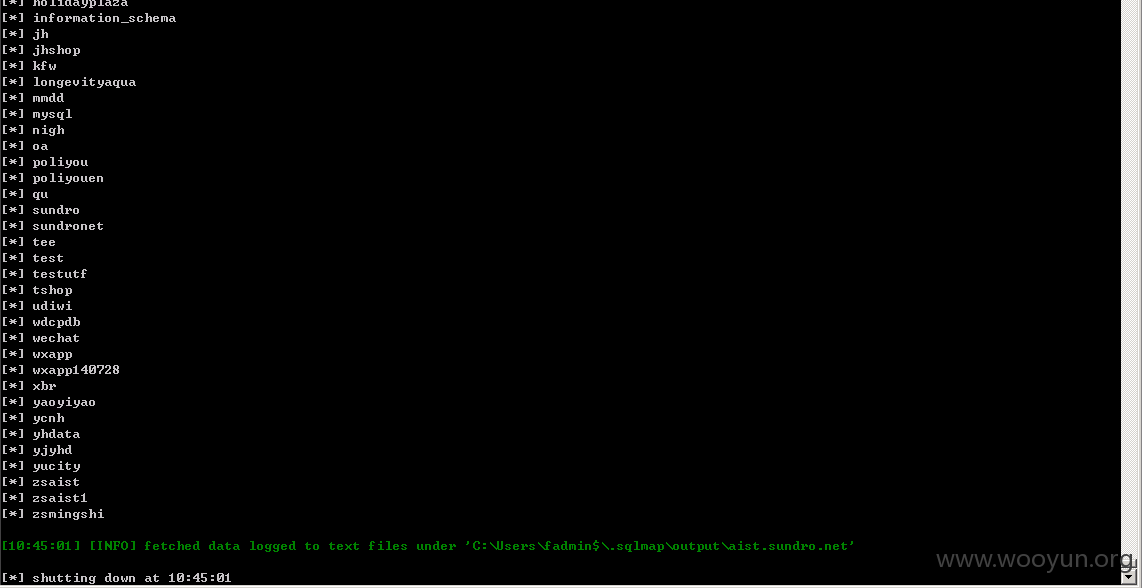 [*] holidayplaza
[*] information_schema
[*] jh
[*] jhshop
[*] kfw
[*] longevityaqua
[*] mmdd
[*] mysql
[*] nigh
[*] oa
[*] poliyou
[*] poliyouen
[*] qu
[*] sundro
[*] sundronet
[*] tee
[*] test
[*] testutf
[*] tshop
[*] udiwi
[*] wdcpdb
[*] wechat
[*] wxapp
[*] wxapp140728
[*] xbr
[*] yaoyiyao
[*] ycnh
[*] yhdata
[*] yjyhd
[*] yucity
[*] zsaist
[*] zsaist1
[*] zsmingshi
[10:45:01] [INFO] fetched data logged to text files under 'C:\Users\fadmin$\.sqlmap\output\aist.sundro.net'
www.wooyun.org
[*] shutting down at 10:45:01